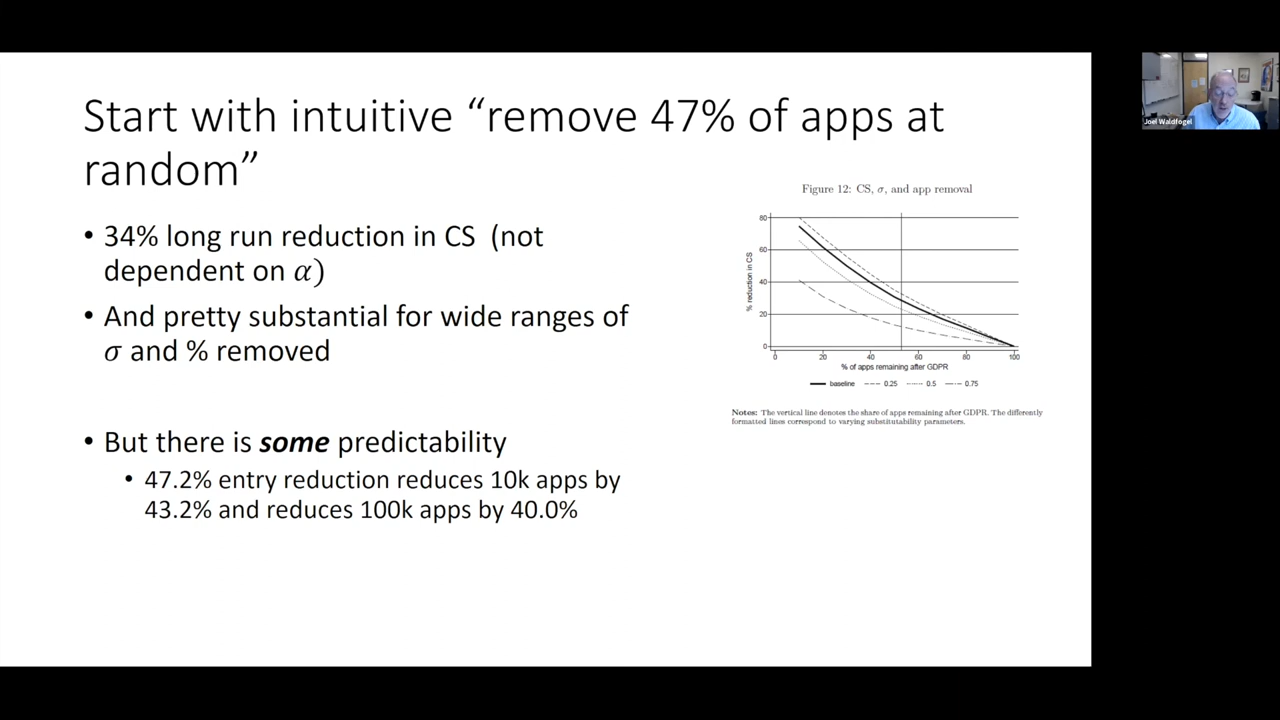 Start with intuitive “remove 47% of apps at
random”
• 34% long run reduction in CS (not
dependent on α)
• And pretty substantial for wide ranges of
σ and % removed
• But there is some predictability
• 47.2% entry reduction reduces 10k apps by
43.2% and reduces 100k apps by 40.0%
Figure 12: CS, σ, and app removal
80
60
40
20
0
% reduction in CS
0 20 40 60 80 100
% of apps remaining after GDPR
baseline 0.25 0.5 0.75
Notes: The vertical line denotes the share of apps remaining after GDPR. The differently
formatted lines correspond to varying substitutability parameters.
Joel Waldfogel